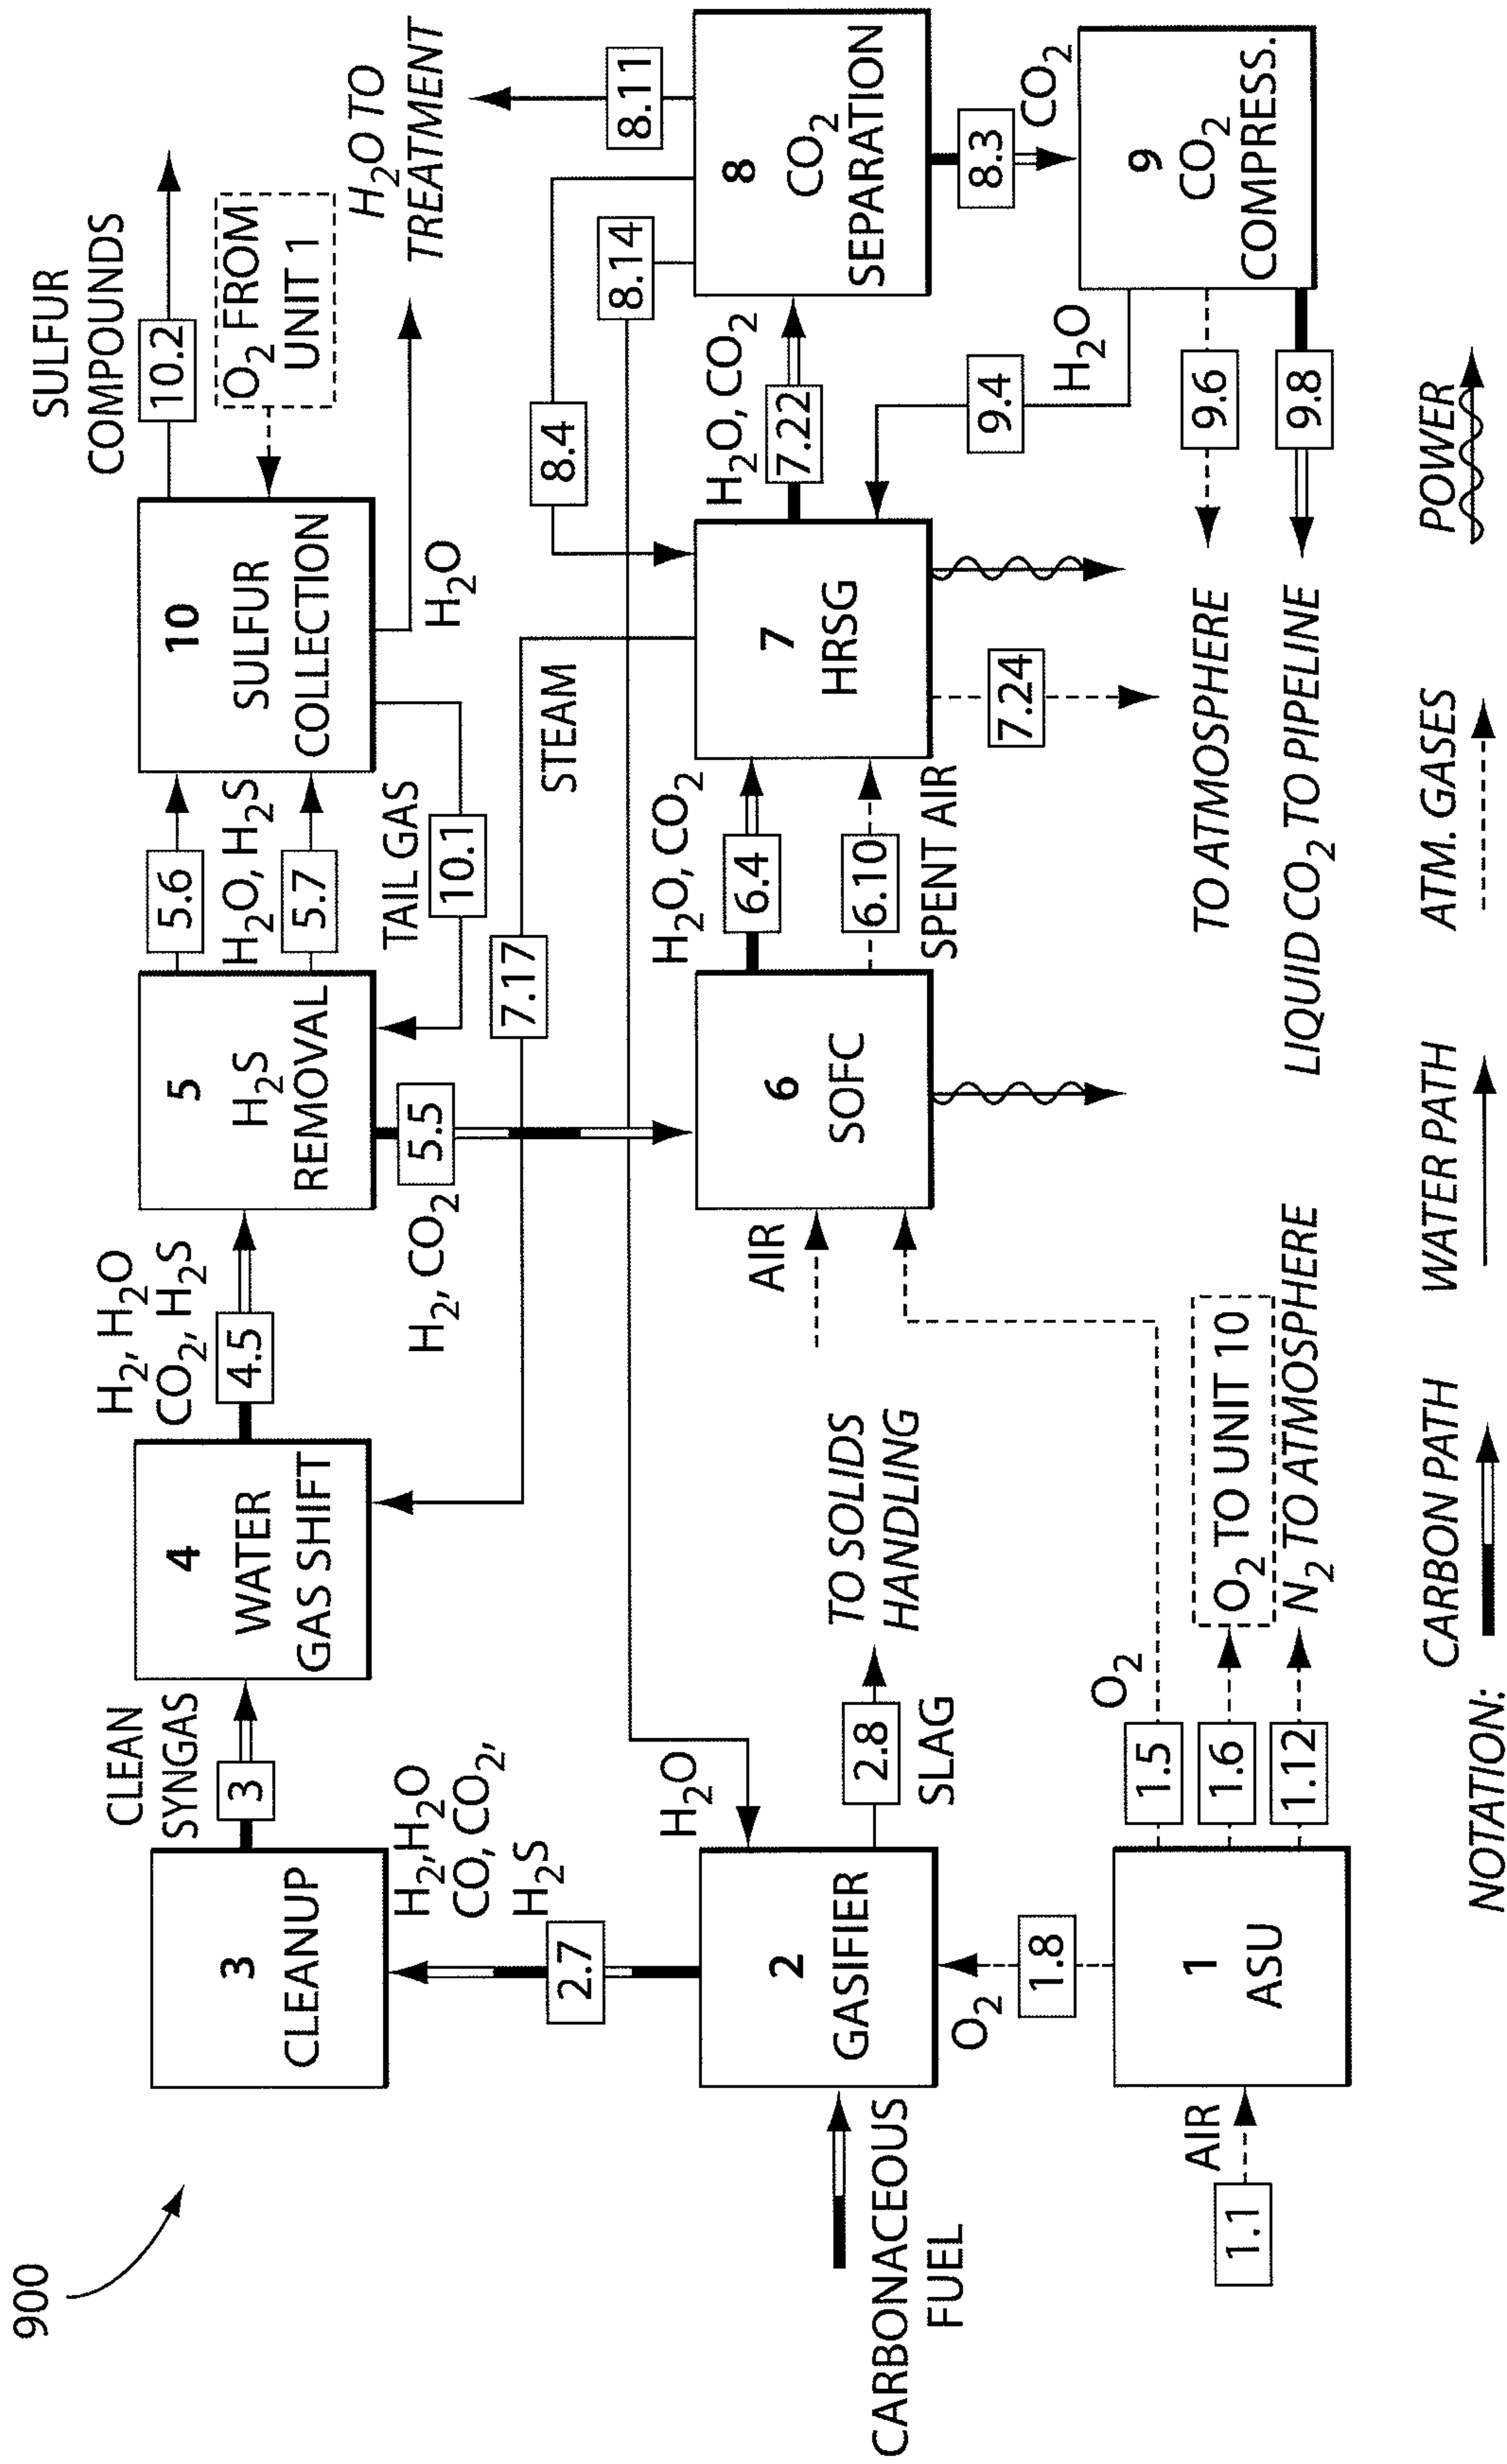 900
3
CLEANUP
3
CLEAN
SYNGAS
4
WATER
GAS SHIFT
4.5
H2, H2O
CO2, H2S
5
H2S
REMOVAL
5.6
H2O, H2S
5.7
10
SULFUR
COLLECTION
10.2
SULFUR
COMPOUNDS
O2 FROM
UNIT 1
H2O
H2O TO
TREATMENT
TAIL GAS
10.1
5.5
H2, CO2
7.17
STEAM
8.4
8.14
8.11
2.7
H2, H2O
CO, CO2,
H2S
CARBONACEOUS
FUEL
2
GASIFIER
H2O
2.8
SLAG
TO SOLIDS
HANDLING
AIR
6
SOFC
H2O, CO2
6.4
6.10
SPENT AIR
7
HRSG
7.24
H2O, CO2
7.22
8
CO2
SEPARATION
8.3
CO2
9.4
H2O
9
CO2
COMPRESS.
9.6
TO ATMOSPHERE
9.8
LIQUID CO2 TO PIPELINE
O2
1.8
1.1
AIR
1
ASU
1.5
O2
1.6
O2 TO UNIT 10
1.12
N2 TO ATMOSPHERE
NOTATION:
CARBON PATH
WATER PATH
ATM. GASES
POWER